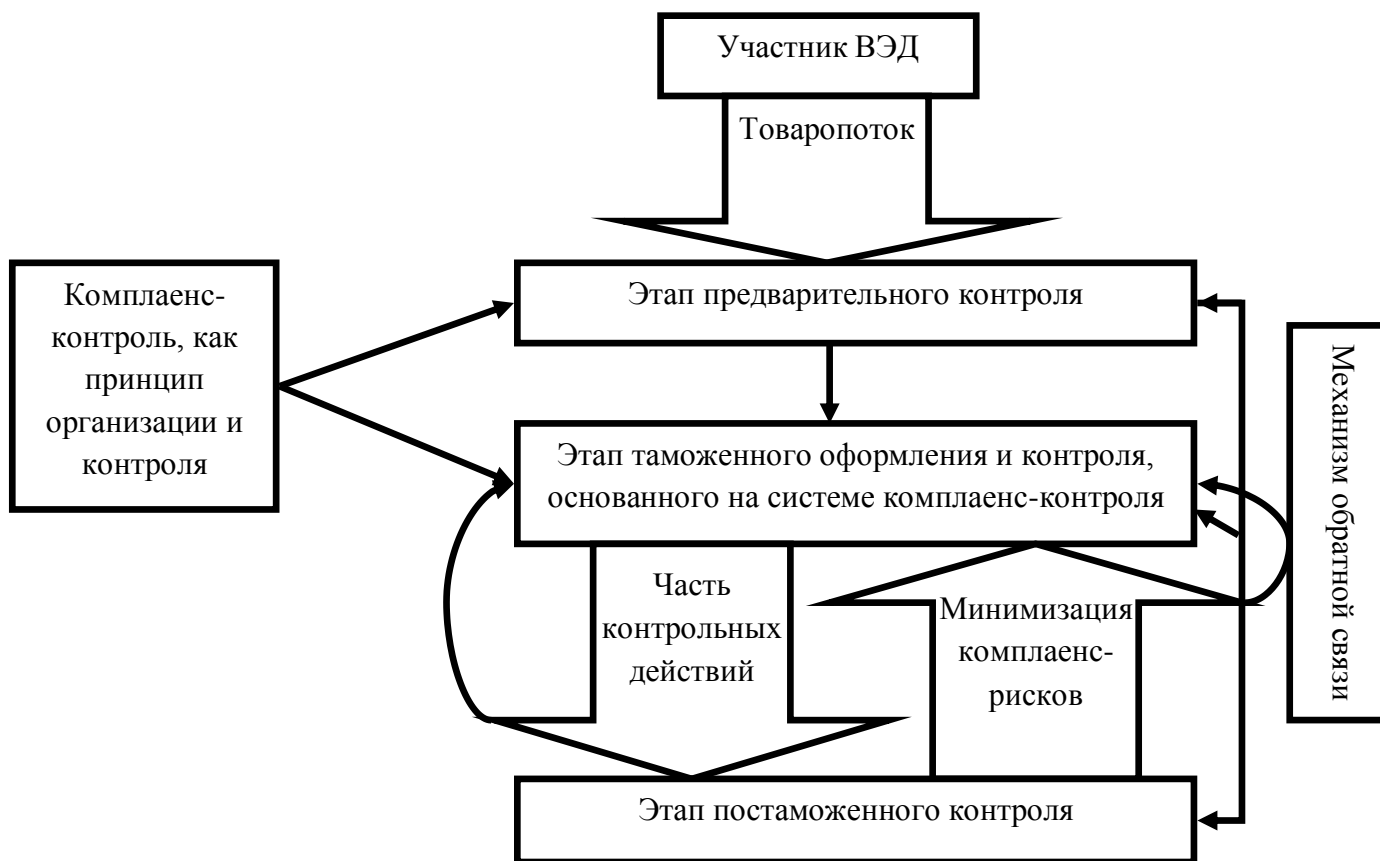 Участник ВЭД
Товаропоток
Комплаенс-
контроль, как
принцип
организации и
контроля
Этап предварительного контроля
Этап таможенного оформления и контроля,
основанного на системе комплаенс-контроля
Механизм обратной связи
Часть
контрольных
действий
Минимизация
комплаенс-
рисков
Этап постаможенного контроля